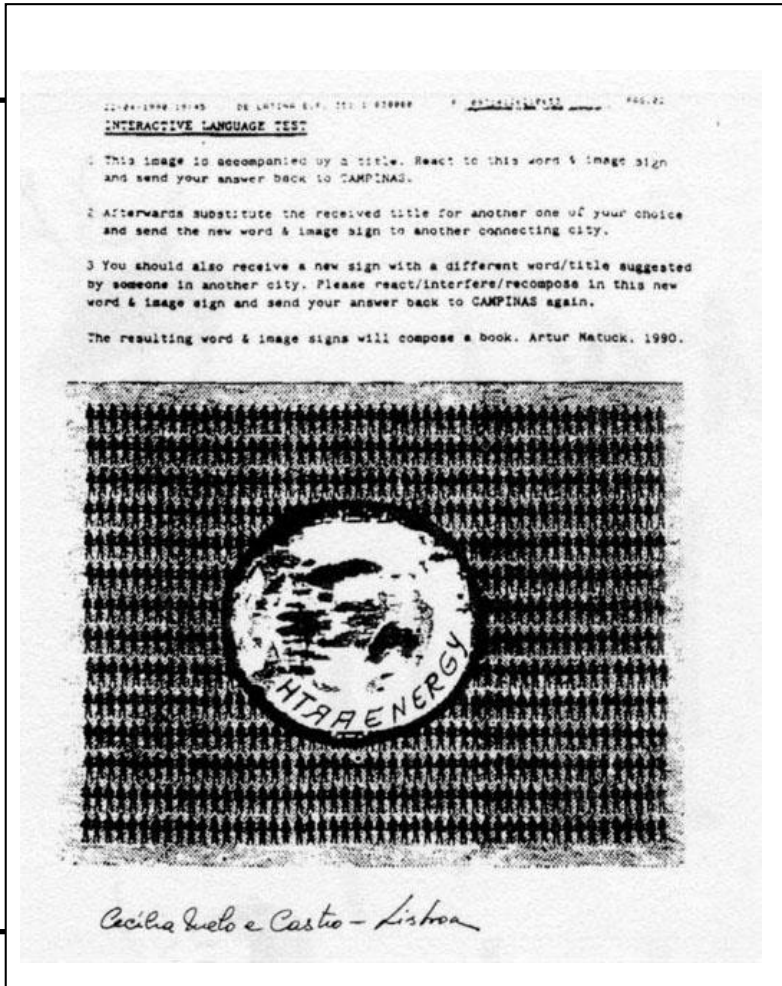 PAG.02
INTERACTIVE LANGUAGE TEST
1 This image is accompanied by a title. React to this word & image sign
and send your answer back to CAMPINAS.
2 Afterwards substitute the received title for another one of your choice
and send the new word & image sign to another connecting city.
3 You should also receive a new sign with a different word/title suggested
by someone in another city. Please react/interfere/recompose in this new
word & image sign and send your answer back to CAMPINAS again.
The resulting word & image signs will compose a book. Artur Matuck. 1990.
HTRAENERGY
Cecília Melo e Castro – Lisboa